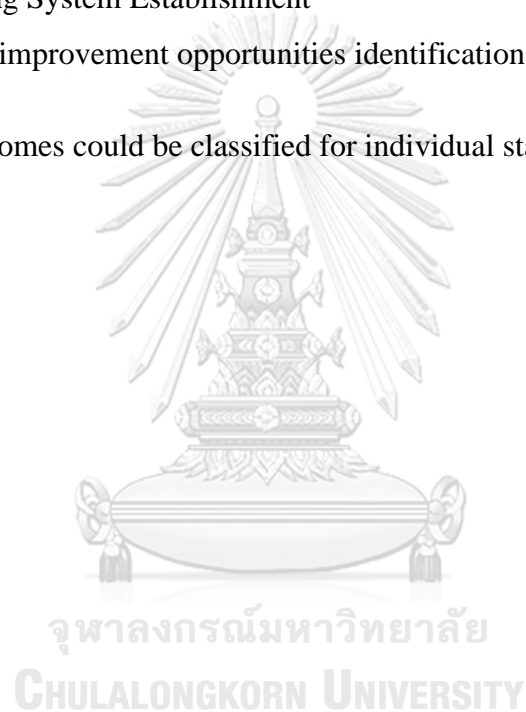 g System Establishment
improvement opportunities identification
omes could be classified for individual sta
จุฬาลงกรณ์มหาวิทยาลัย
CHULALONGKORN UNIVERSITY